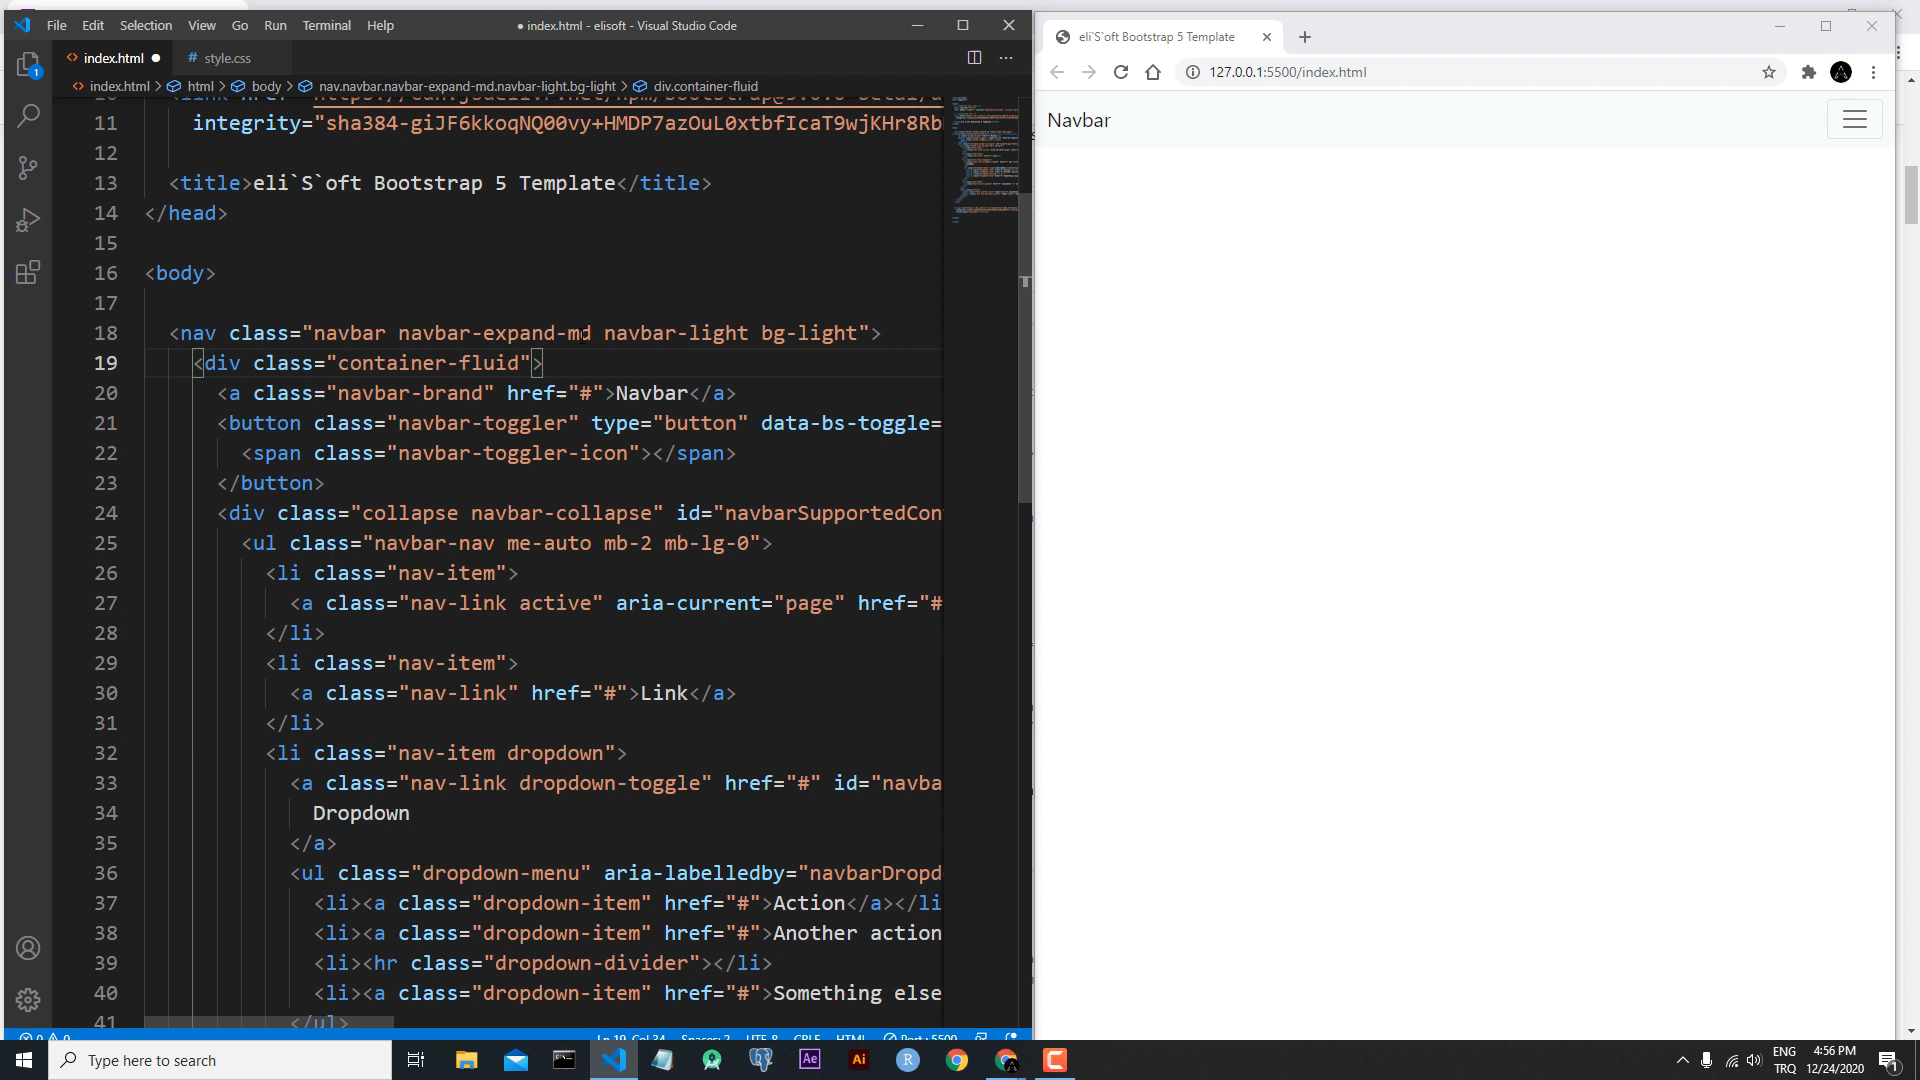 File Edit Selection View Go Run Terminal Help
● index.html - elisoft - Visual Studio Code
index.html ●
# style.css
index.html > html > body > nav.navbar.navbar-expand-md.navbar-light.bg-light > div.container-fluid
11 integrity="sha384-giJF6kkoqNQ00vy+HMDP7azOuL0xtbfIcaT9wjKHr8Rb
12
13 <title>eli`S`oft Bootstrap 5 Template</title>
14 </head>
15
16 <body>
17
18 <nav class="navbar navbar-expand-md navbar-light bg-light">
19 <div class="container-fluid">
20 <a class="navbar-brand" href="#">Navbar</a>
21 <button class="navbar-toggler" type="button" data-bs-toggle=
22 <span class="navbar-toggler-icon"></span>
23 </button>
24 <div class="collapse navbar-collapse" id="navbarSupportedCon
25 <ul class="navbar-nav me-auto mb-2 mb-lg-0">
26 <li class="nav-item">
27 <a class="nav-link active" aria-current="page" href="#
28 </li>
29 <li class="nav-item">
30 <a class="nav-link" href="#">Link</a>
31 </li>
32 <li class="nav-item dropdown">
33 <a class="nav-link dropdown-toggle" href="#" id="navba
34 Dropdown
35 </a>
36 <ul class="dropdown-menu" aria-labelledby="navbarDropd
37 <li><a class="dropdown-item" href="#">Action</a></li
38 <li><a class="dropdown-item" href="#">Another action
39 <li><hr class="dropdown-divider"></li>
40 <li><a class="dropdown-item" href="#">Something else
41 </ul>
eli`S`oft Bootstrap 5 Template
127.0.0.1:5500/index.html
Navbar
Type here to search
ENG
TRQ
4:56 PM
12/24/2020